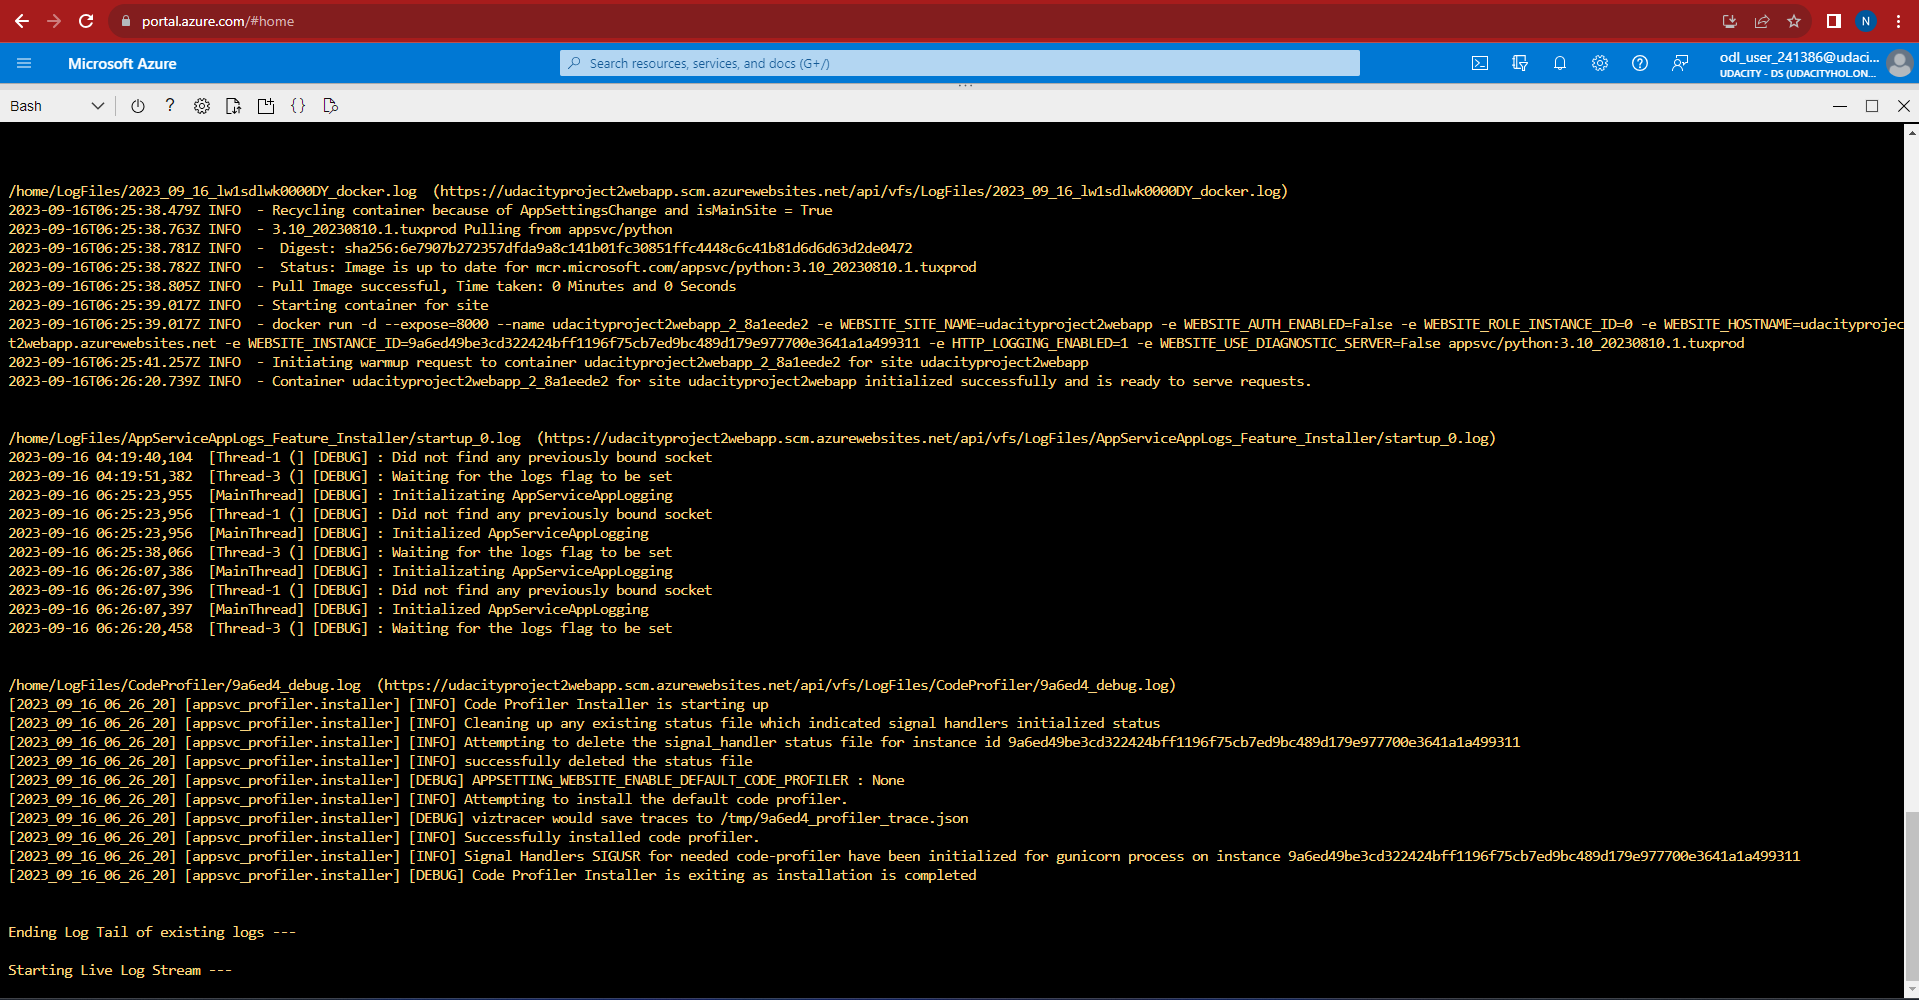 portal.azure.com/#home
N
Microsoft Azure
Search resources, services, and docs (G+/)
odl_user_241386@udaci...
UDACITY - DS (UDACITYHOL.ON...
Bash
/home/LogFiles/2023_09_16_lw1sdlwk0000DY_docker.log  (https://udacityproject2webapp.scm.azurewebsites.net/api/vfs/LogFiles/2023_09_16_lw1sdlwk0000DY_docker.log)
2023-09-16T06:25:38.479Z INFO  - Recycling container because of AppSettingsChange and isMainSite = True
2023-09-16T06:25:38.763Z INFO  - 3.10_20230810.1.tuxprod Pulling from appsvc/python
2023-09-16T06:25:38.781Z INFO  -  Digest: sha256:6e7907b272357dfda9a8c141b01fc30851ffc4448c6c41b81d6d6d63d2de0472
2023-09-16T06:25:38.782Z INFO  -  Status: Image is up to date for mcr.microsoft.com/appsvc/python:3.10_20230810.1.tuxprod
2023-09-16T06:25:38.805Z INFO  - Pull Image successful, Time taken: 0 Minutes and 0 Seconds
2023-09-16T06:25:39.017Z INFO  - Starting container for site
2023-09-16T06:25:39.017Z INFO  - docker run -d --expose=8000 --name udacityproject2webapp_2_8a1eede2 -e WEBSITE_SITE_NAME=udacityproject2webapp -e WEBSITE_AUTH_ENABLED=False -e WEBSITE_ROLE_INSTANCE_ID=0 -e WEBSITE_HOSTNAME=udacityprojec
t2webapp.azurewebsites.net -e WEBSITE_INSTANCE_ID=9a6ed49be3cd322424bff1196f75cb7ed9bc489d179e977700e3641a1a499311 -e HTTP_LOGGING_ENABLED=1 -e WEBSITE_USE_DIAGNOSTIC_SERVER=False appsvc/python:3.10_20230810.1.tuxprod
2023-09-16T06:25:41.257Z INFO  - Initiating warmup request to container udacityproject2webapp_2_8a1eede2 for site udacityproject2webapp
2023-09-16T06:26:20.739Z INFO  - Container udacityproject2webapp_2_8a1eede2 for site udacityproject2webapp initialized successfully and is ready to serve requests.
/home/LogFiles/AppServiceAppLogs_Feature_Installer/startup_0.log  (https://udacityproject2webapp.scm.azurewebsites.net/api/vfs/LogFiles/AppServiceAppLogs_Feature_Installer/startup_0.log)
2023-09-16 04:19:40,104  [Thread-1 (] [DEBUG] : Did not find any previously bound socket
2023-09-16 04:19:51,382  [Thread-3 (] [DEBUG] : Waiting for the logs flag to be set
2023-09-16 06:25:23,955  [MainThread] [DEBUG] : Initializating AppServiceAppLogging
2023-09-16 06:25:23,956  [Thread-1 (] [DEBUG] : Did not find any previously bound socket
2023-09-16 06:25:23,956  [MainThread] [DEBUG] : Initialized AppServiceAppLogging
2023-09-16 06:25:38,066  [Thread-3 (] [DEBUG] : Waiting for the logs flag to be set
2023-09-16 06:26:07,386  [MainThread] [DEBUG] : Initializating AppServiceAppLogging
2023-09-16 06:26:07,396  [Thread-1 (] [DEBUG] : Did not find any previously bound socket
2023-09-16 06:26:07,397  [MainThread] [DEBUG] : Initialized AppServiceAppLogging
2023-09-16 06:26:20,458  [Thread-3 (] [DEBUG] : Waiting for the logs flag to be set
/home/LogFiles/CodeProfiler/9a6ed4_debug.log  (https://udacityproject2webapp.scm.azurewebsites.net/api/vfs/LogFiles/CodeProfiler/9a6ed4_debug.log)
[2023_09_16_06_26_20] [appsvc_profiler.installer] [INFO] Code Profiler Installer is starting up
[2023_09_16_06_26_20] [appsvc_profiler.installer] [INFO] Cleaning up any existing status file which indicated signal handlers initialized status
[2023_09_16_06_26_20] [appsvc_profiler.installer] [INFO] Attempting to delete the signal_handler status file for instance id 9a6ed49be3cd322424bff1196f75cb7ed9bc489d179e977700e3641a1a499311
[2023_09_16_06_26_20] [appsvc_profiler.installer] [INFO] successfully deleted the status file
[2023_09_16_06_26_20] [appsvc_profiler.installer] [DEBUG] APPSETTING_WEBSITE_ENABLE_DEFAULT_CODE_PROFILER : None
[2023_09_16_06_26_20] [appsvc_profiler.installer] [INFO] Attempting to install the default code profiler.
[2023_09_16_06_26_20] [appsvc_profiler.installer] [DEBUG] viztracer would save traces to /tmp/9a6ed4_profiler_trace.json
[2023_09_16_06_26_20] [appsvc_profiler.installer] [INFO] Successfully installed code profiler.
[2023_09_16_06_26_20] [appsvc_profiler.installer] [INFO] Signal Handlers SIGUSR for needed code-profiler have been initialized for gunicorn process on instance 9a6ed49be3cd322424bff1196f75cb7ed9bc489d179e977700e3641a1a499311
[2023_09_16_06_26_20] [appsvc_profiler.installer] [DEBUG] Code Profiler Installer is exiting as installation is completed
Ending Log Tail of existing logs ---
Starting Live Log Stream ---